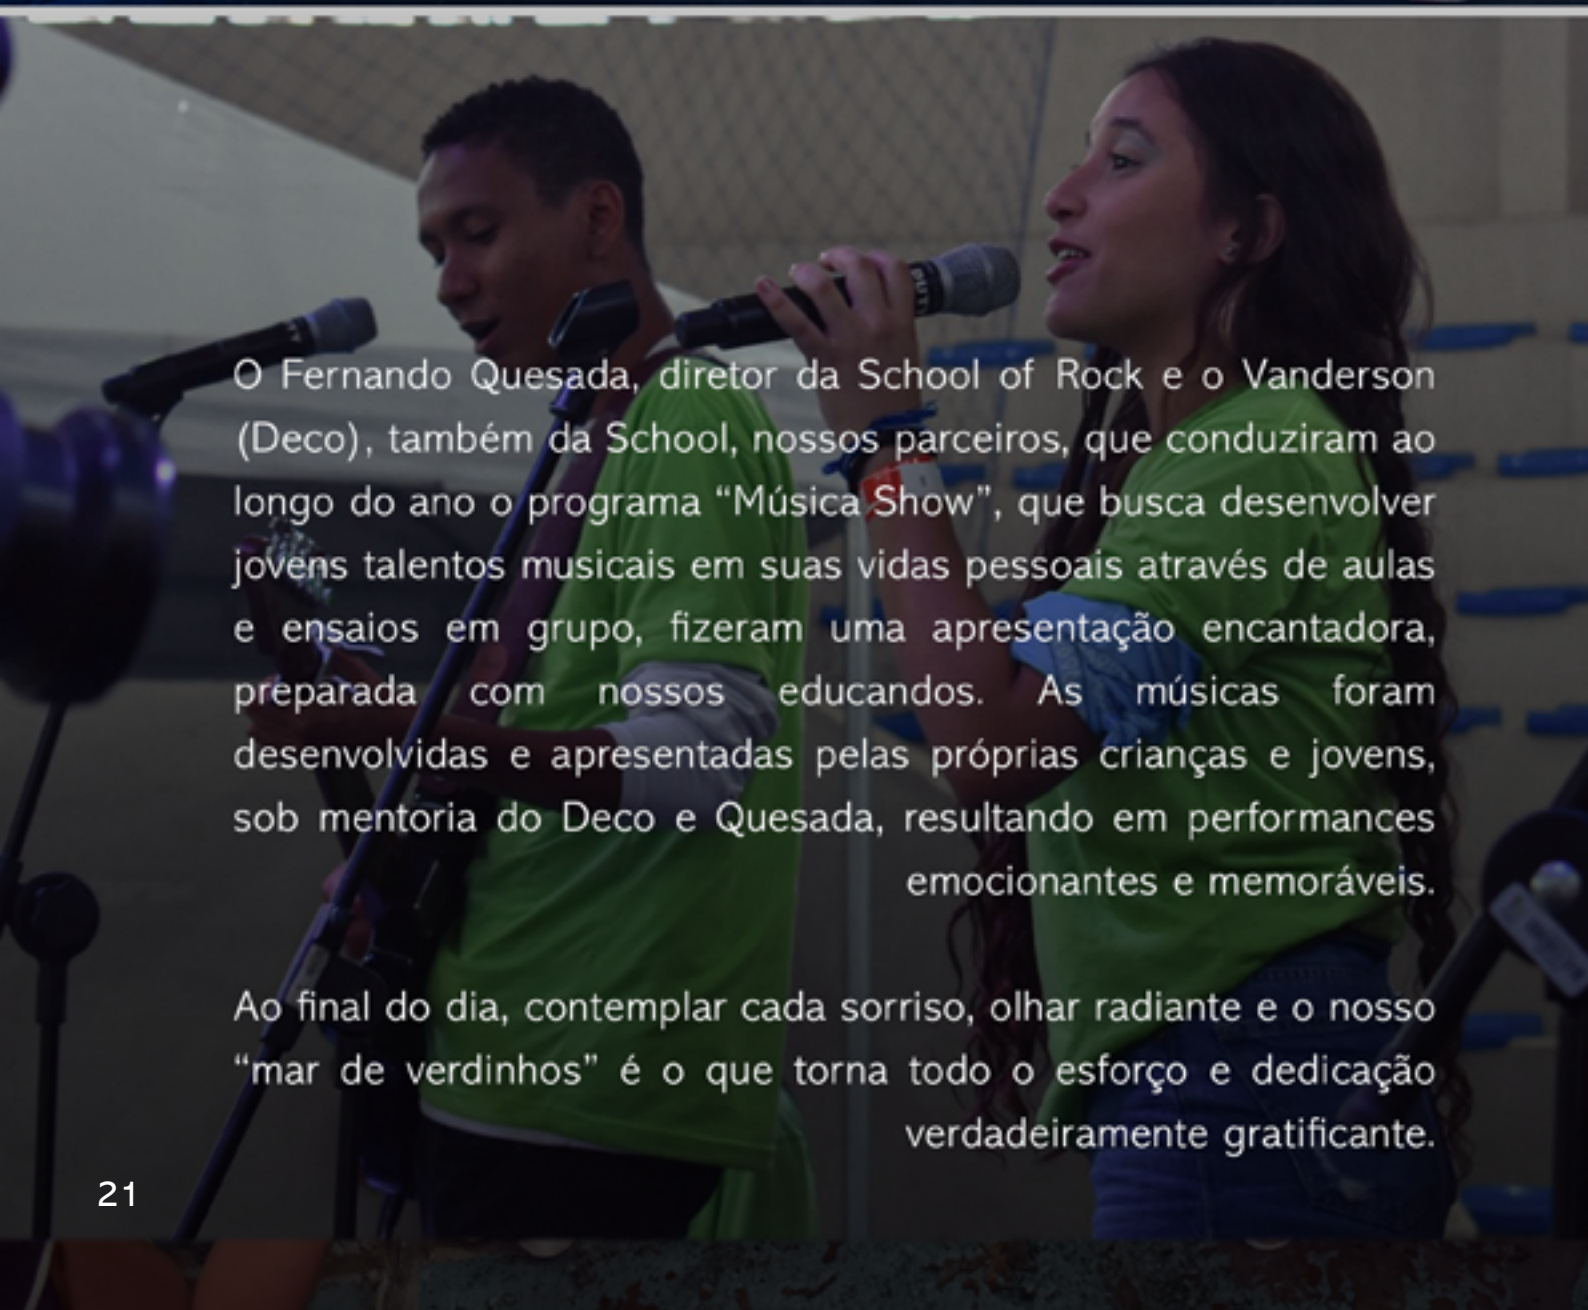 O Fernando Quesada, diretor da School of Rock e o Vanderson
(Deco), também da School, nossos parceiros, que conduziram ao
longo do ano o programa “Música Show”, que busca desenvolver
jovens talentos musicais em suas vidas pessoais através de aulas
e ensaios em grupo, fizeram uma apresentação encantadora,
preparada com nossos educandos. As músicas foram
desenvolvidas e apresentadas pelas próprias crianças e jovens,
sob mentoria do Deco e Quesada, resultando em performances
emocionantes e memoráveis.
Ao final do dia, contemplar cada sorriso, olhar radiante e o nosso
“mar de verdinhos” é o que torna todo o esforço e dedicação
verdadeiramente gratificante.
21